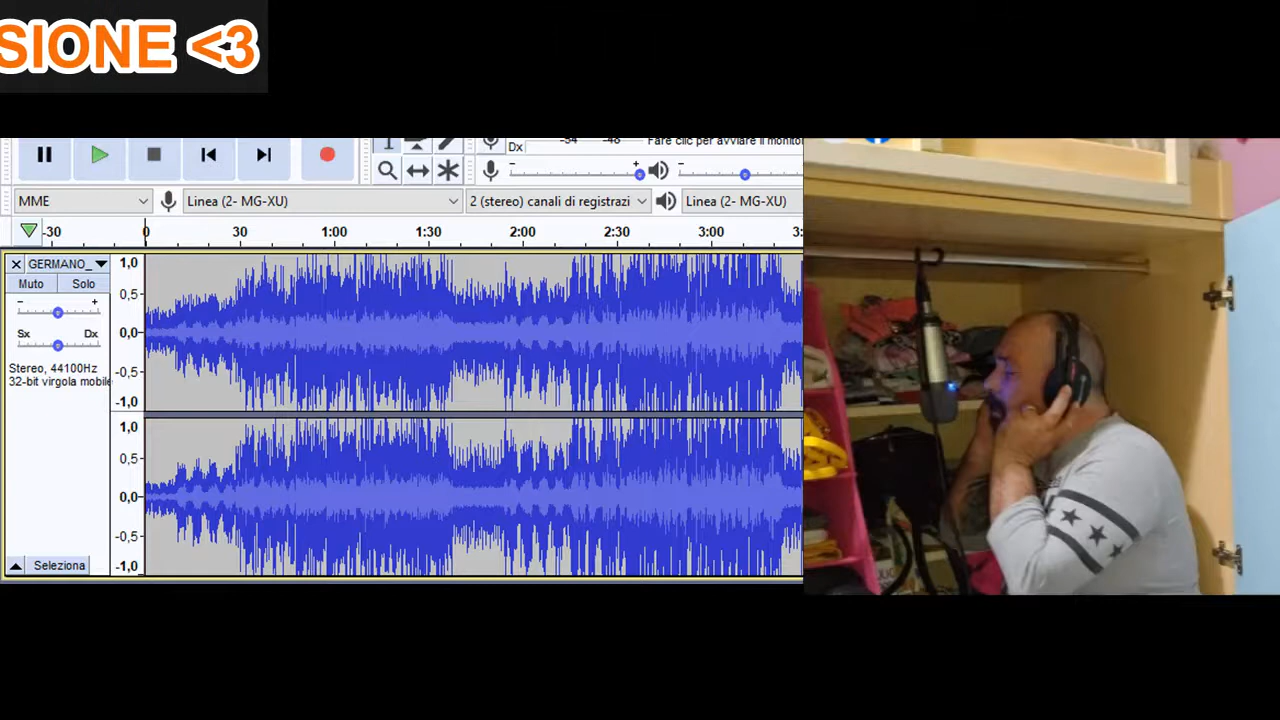 SIONE <3
Dx -54 -48 Fare clic per avviare il monitor
- + -
MME Linea (2- MG-XU) 2 (stereo) canali di registrazi Linea (2- MG-XU)
-30 0 30 1:00 1:30 2:00 2:30 3:00 3:
GERMANO_
Muto Solo
- +
Sx Dx
Stereo, 44100Hz
32-bit virgola mobile
1,0
0,5
0,0
-0,5
-1,0
1,0
0,5
0,0
-0,5
-1,0
Seleziona